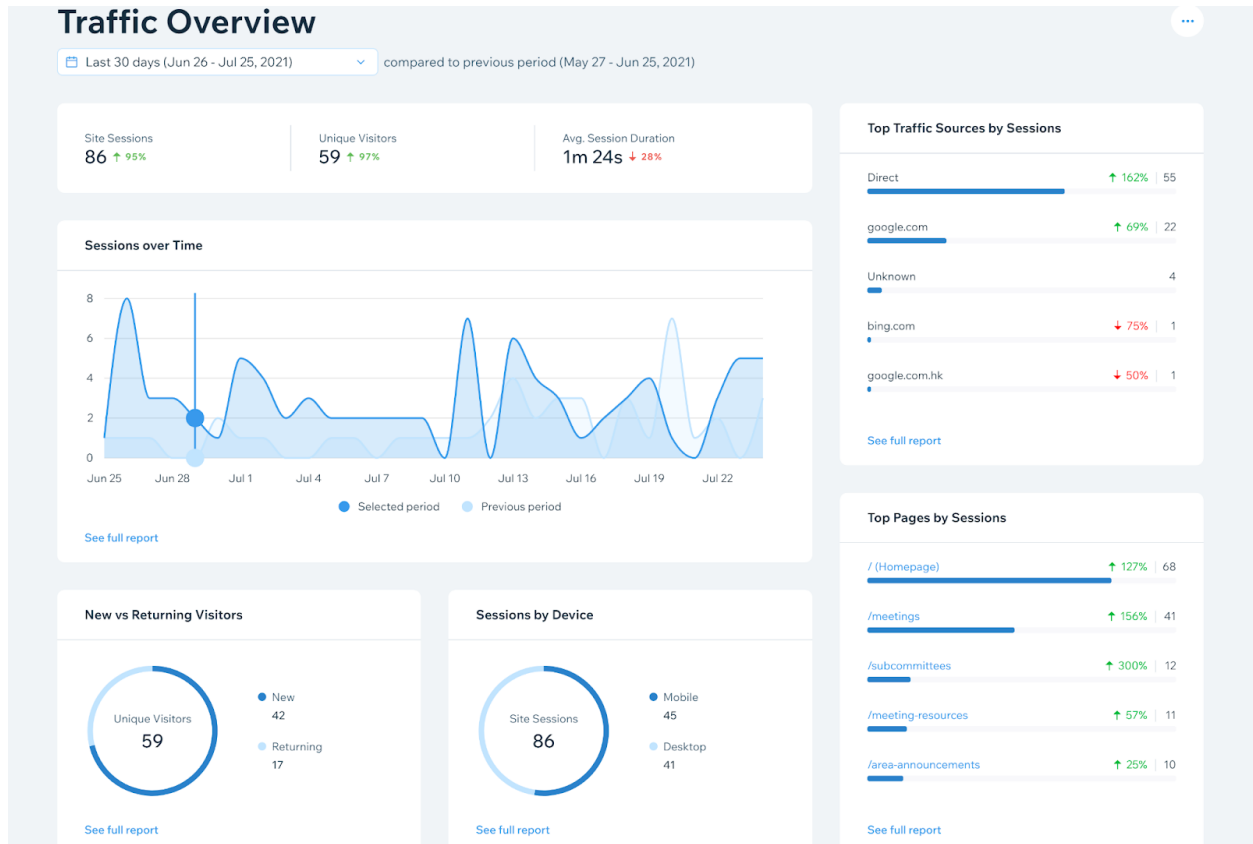 Traffic Overview
...
Last 30 days (Jun 26 - Jul 25, 2021)
compared to previous period (May 27 - Jun 25, 2021)
Site Sessions
86 ↑ 95%
Unique Visitors
59 ↑ 97%
Avg. Session Duration
1m 24s ↓ 28%
Sessions over Time
8
6
4
2
0
Jun 25 Jun 28 Jul 1 Jul 4 Jul 7 Jul 10 Jul 13 Jul 16 Jul 19 Jul 22
Selected period Previous period
See full report
New vs Returning Visitors
Unique Visitors
59
New
42
Returning
17
See full report
Sessions by Device
Site Sessions
86
Mobile
45
Desktop
41
See full report
Top Traffic Sources by Sessions
Direct ↑ 162% 55
google.com ↑ 69% 22
Unknown 4
bing.com ↓ 75% 1
google.com.hk ↓ 50% 1
See full report
Top Pages by Sessions
/ (Homepage) ↑ 127% 68
/meetings ↑ 156% 41
/subcommittees ↑ 300% 12
/meeting-resources ↑ 57% 11
/area-announcements ↑ 25% 10
See full report